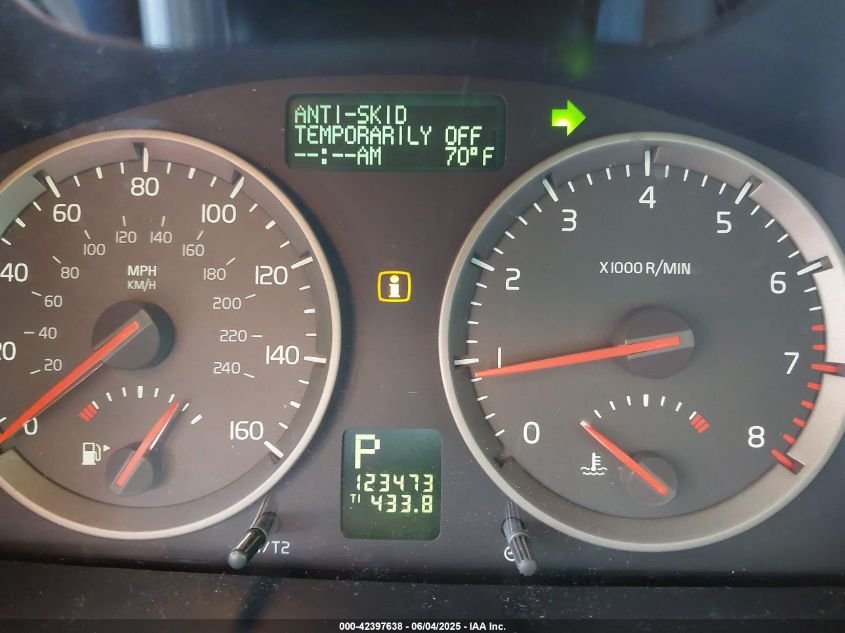 ANTI-SKID
TEMPORARILY OFF
--:--AM 70°F
0 20 40 60 80 100 120 140 160
20 40 60 80 100 120 140 160 180 200 220 240
MPH
KM/H
i
0 1 2 3 4 5 6 7 8
X1000 R/MIN
P
123473
T1 433.8
/T2
000-42397638 - 06/04/2025 - IAA Inc.